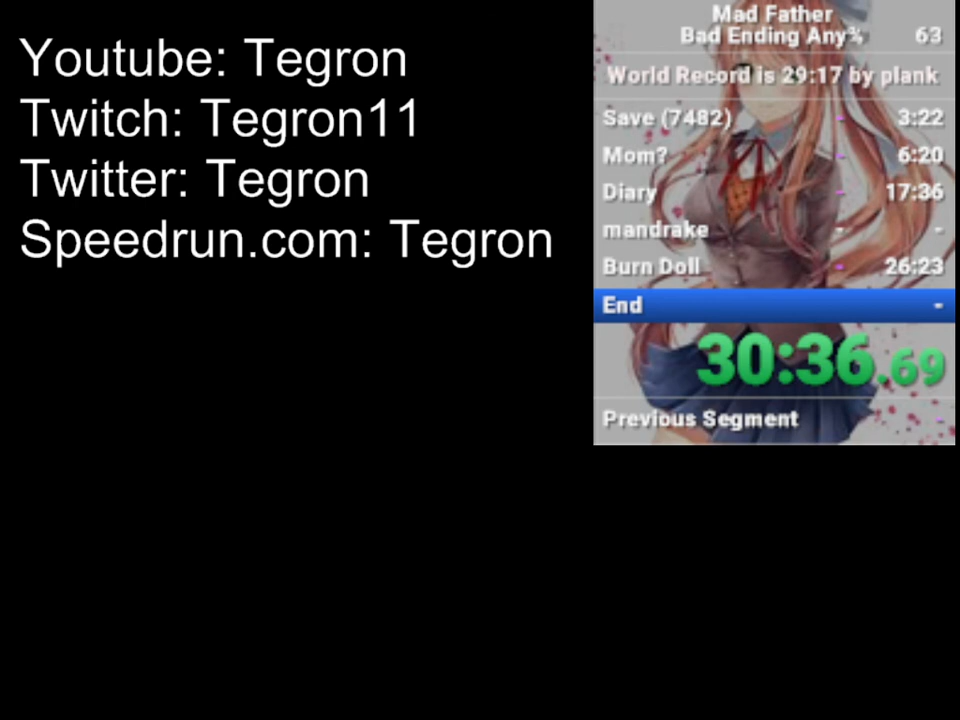 Youtube: Tegron
Twitch: Tegron11
Twitter: Tegron
Speedrun.com: Tegron
Mad Father
Bad Ending Any% 63
World Record is 29:17 by plank
Save (7482) - 3:22
Mom? - 6:20
Diary - 17:36
mandrake - -
Burn Doll - 26:23
End -
30:36.69
Previous Segment -